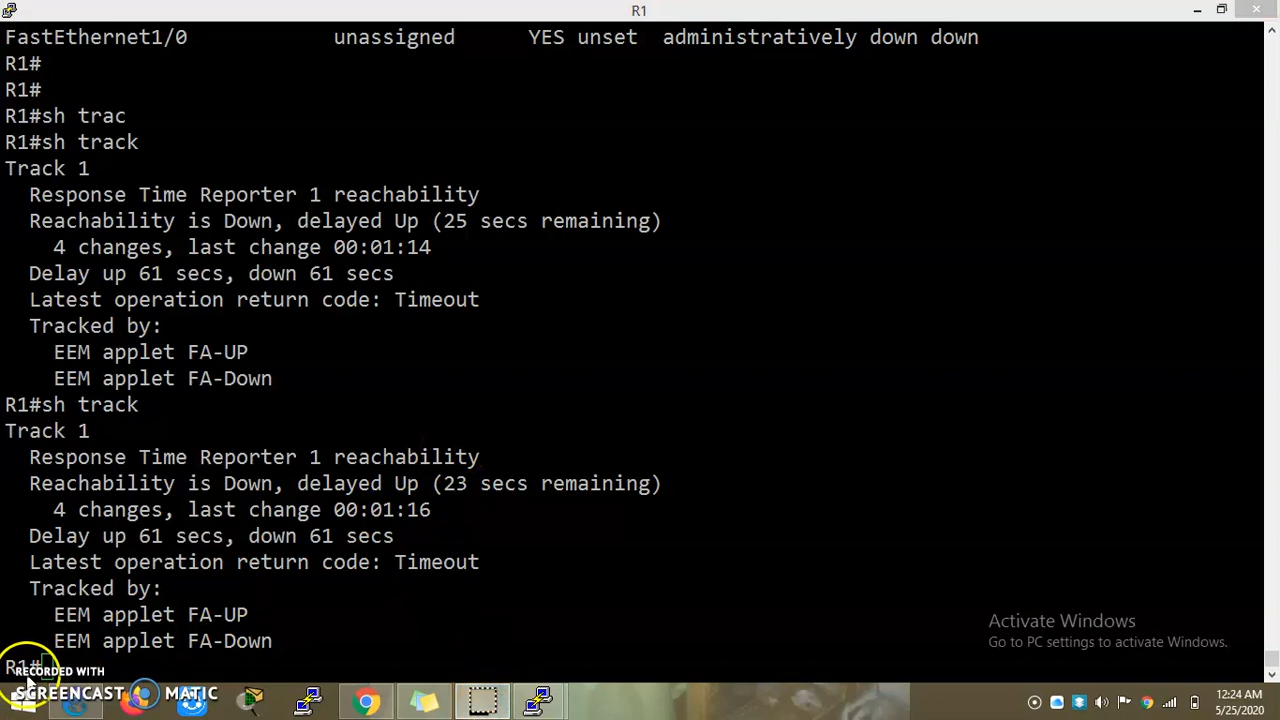 R1
FastEthernet1/0 unassigned YES unset administratively down down
R1#
R1#
R1#sh trac
R1#sh track
Track 1
Response Time Reporter 1 reachability
Reachability is Down, delayed Up (25 secs remaining)
4 changes, last change 00:01:14
Delay up 61 secs, down 61 secs
Latest operation return code: Timeout
Tracked by:
EEM applet FA-UP
EEM applet FA-Down
R1#sh track
Track 1
Response Time Reporter 1 reachability
Reachability is Down, delayed Up (23 secs remaining)
4 changes, last change 00:01:16
Delay up 61 secs, down 61 secs
Latest operation return code: Timeout
Tracked by:
EEM applet FA-UP
EEM applet FA-Down
R1#
Activate Windows
Go to PC settings to activate Windows.
RECORDED WITH
SCREENCAST MATIC
12:24 AM
5/25/2020